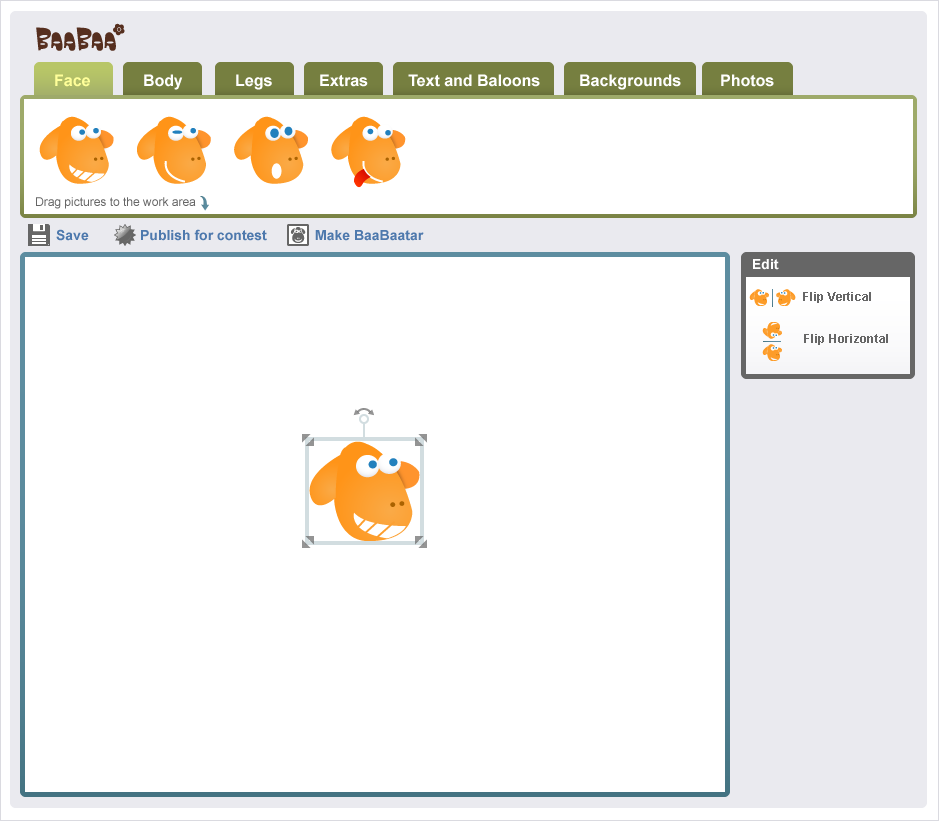 BAABAA
Face Body Legs Extras Text and Baloons Backgrounds Photos
Drag pictures to the work area
Save Publish for contest Make BaaBaatar
Edit
Flip Vertical
Flip Horizontal